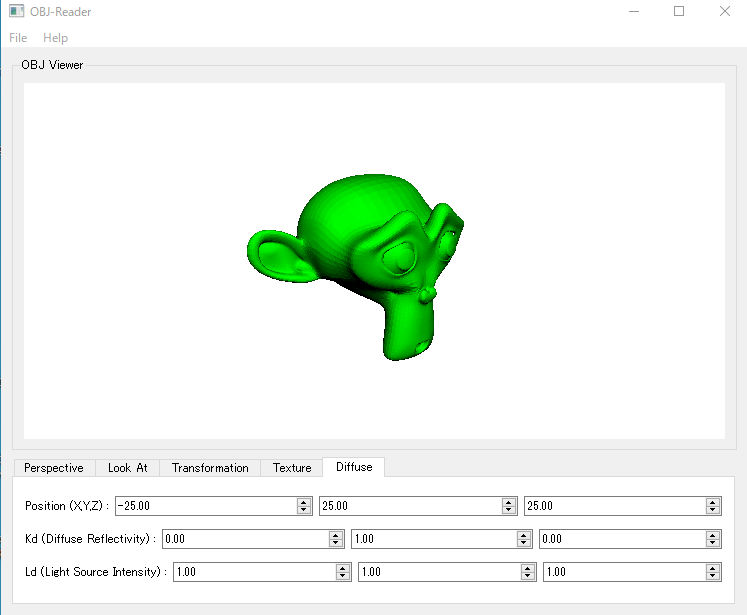 OBJ-Reader
File Help
OBJ Viewer
Perspective Look At Transformation Texture Diffuse
Position (X,Y,Z) : -25.00 25.00 25.00
Kd (Diffuse Reflectivity) : 0.00 1.00 0.00
Ld (Light Source Intensity) : 1.00 1.00 1.00